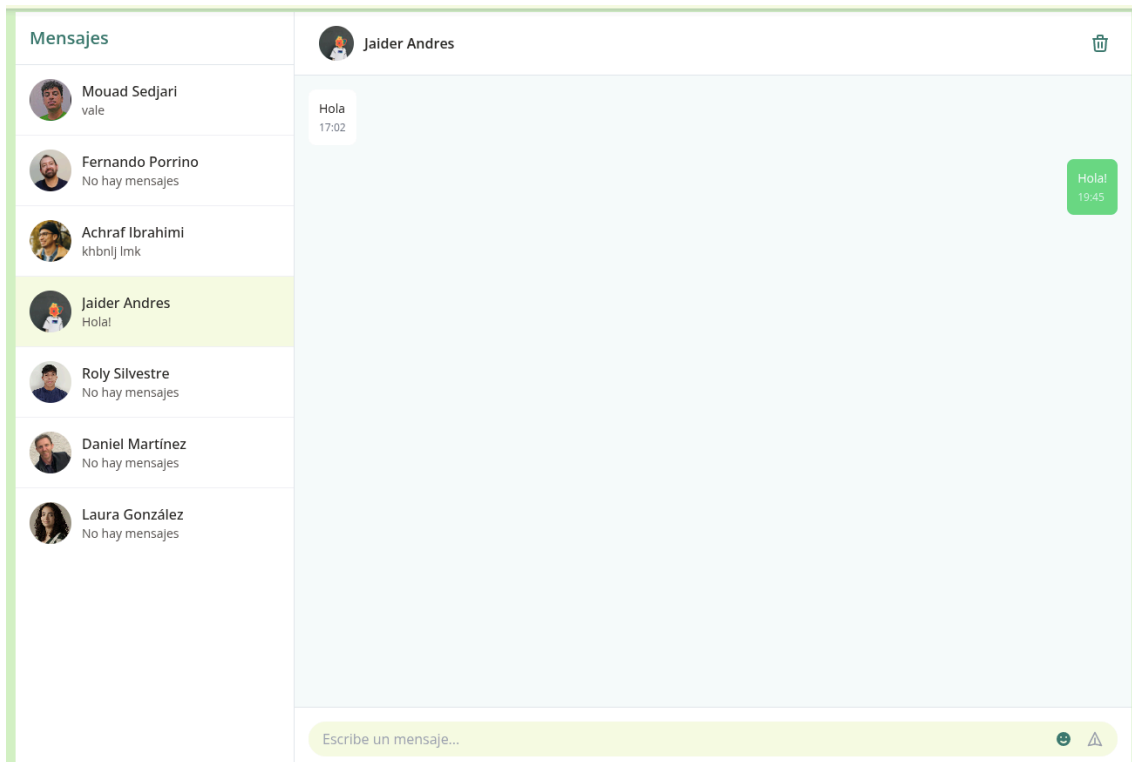 Mensajes
Mouad Sedjari
vale
Fernando Porrino
No hay mensajes
Achraf Ibrahimi
khbnlj lmk
Jaider Andres
Hola!
Roly Silvestre
No hay mensajes
Daniel Martínez
No hay mensajes
Laura González
No hay mensajes
Jaider Andres
Hola
17:02
Hola!
19:45
Escribe un mensaje...